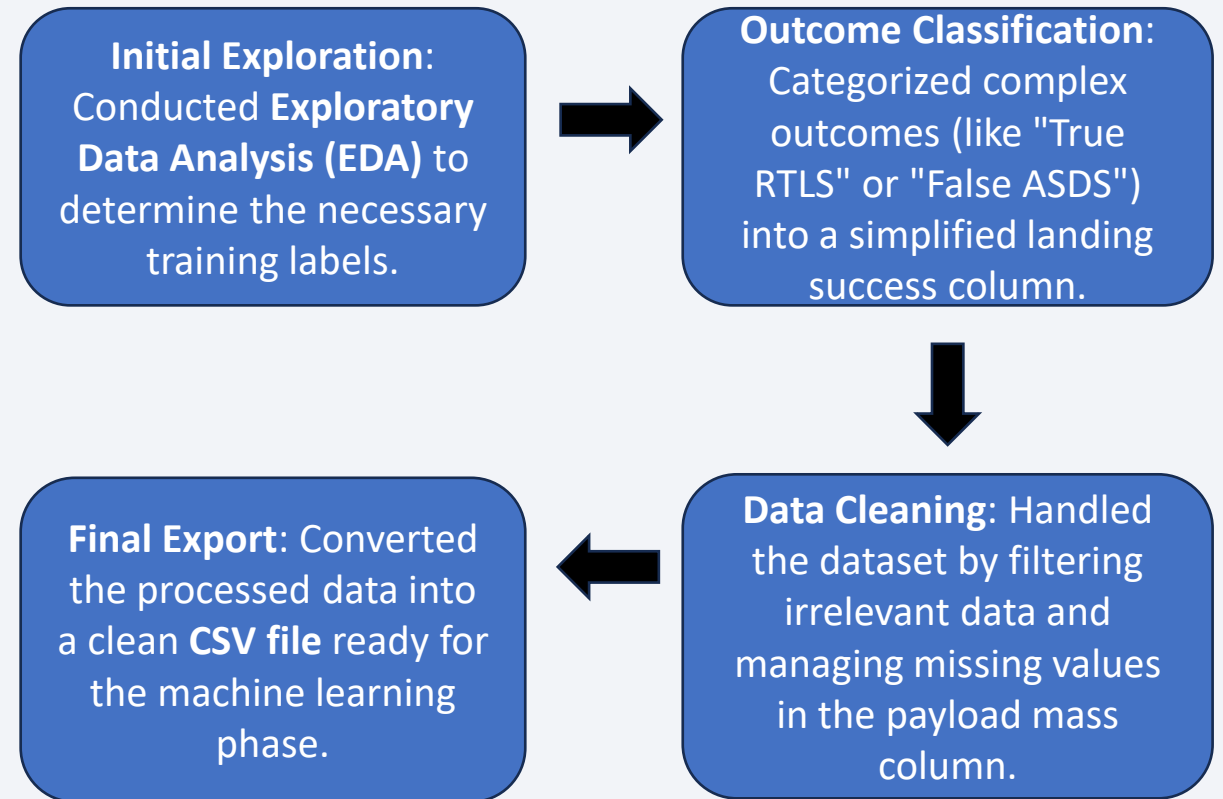 Initial Exploration:
Conducted Exploratory
Data Analysis (EDA) to
determine the necessary
training labels.
Outcome Classification:
Categorized complex
outcomes (like "True
RTLS" or "False ASDS")
into a simplified landing
success column.
Data Cleaning: Handled
the dataset by filtering
irrelevant data and
managing missing values
in the payload mass
column.
Final Export: Converted
the processed data into
a clean CSV file ready for
the machine learning
phase.